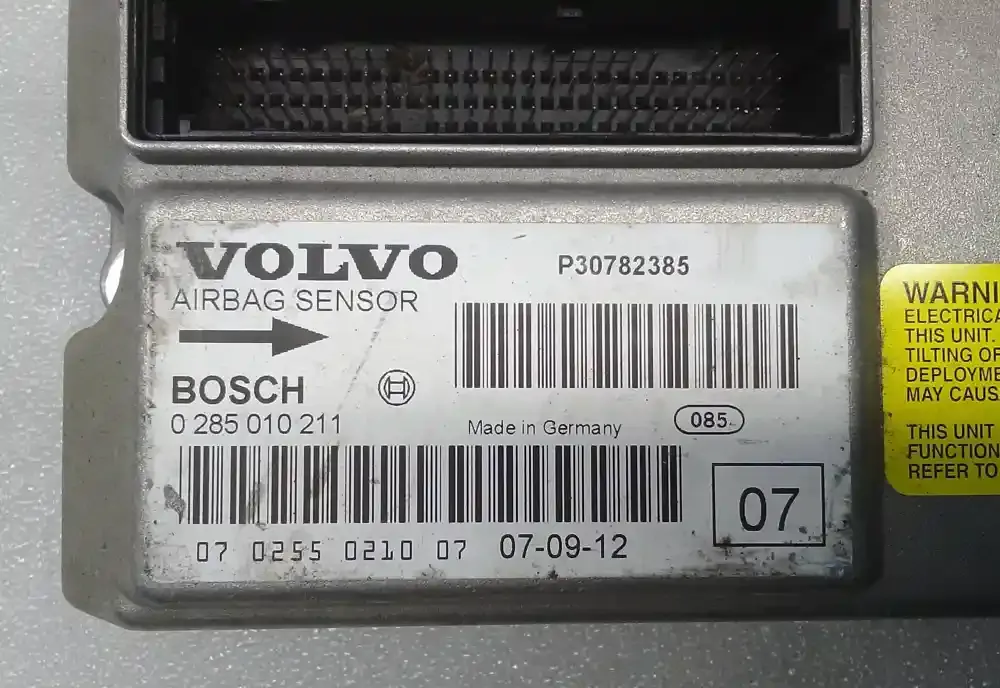 VOLVO
P30782385
AIRBAG SENSOR
BOSCH
0 285 010 211
Made in Germany
085
07 0255 0210 07
07-09-12
07
WARNI
ELECTRICA
THIS UNIT.
TILTING OF
DEPLOYME
MAY CAUS
THIS UNIT
FUNCTION
REFER TO